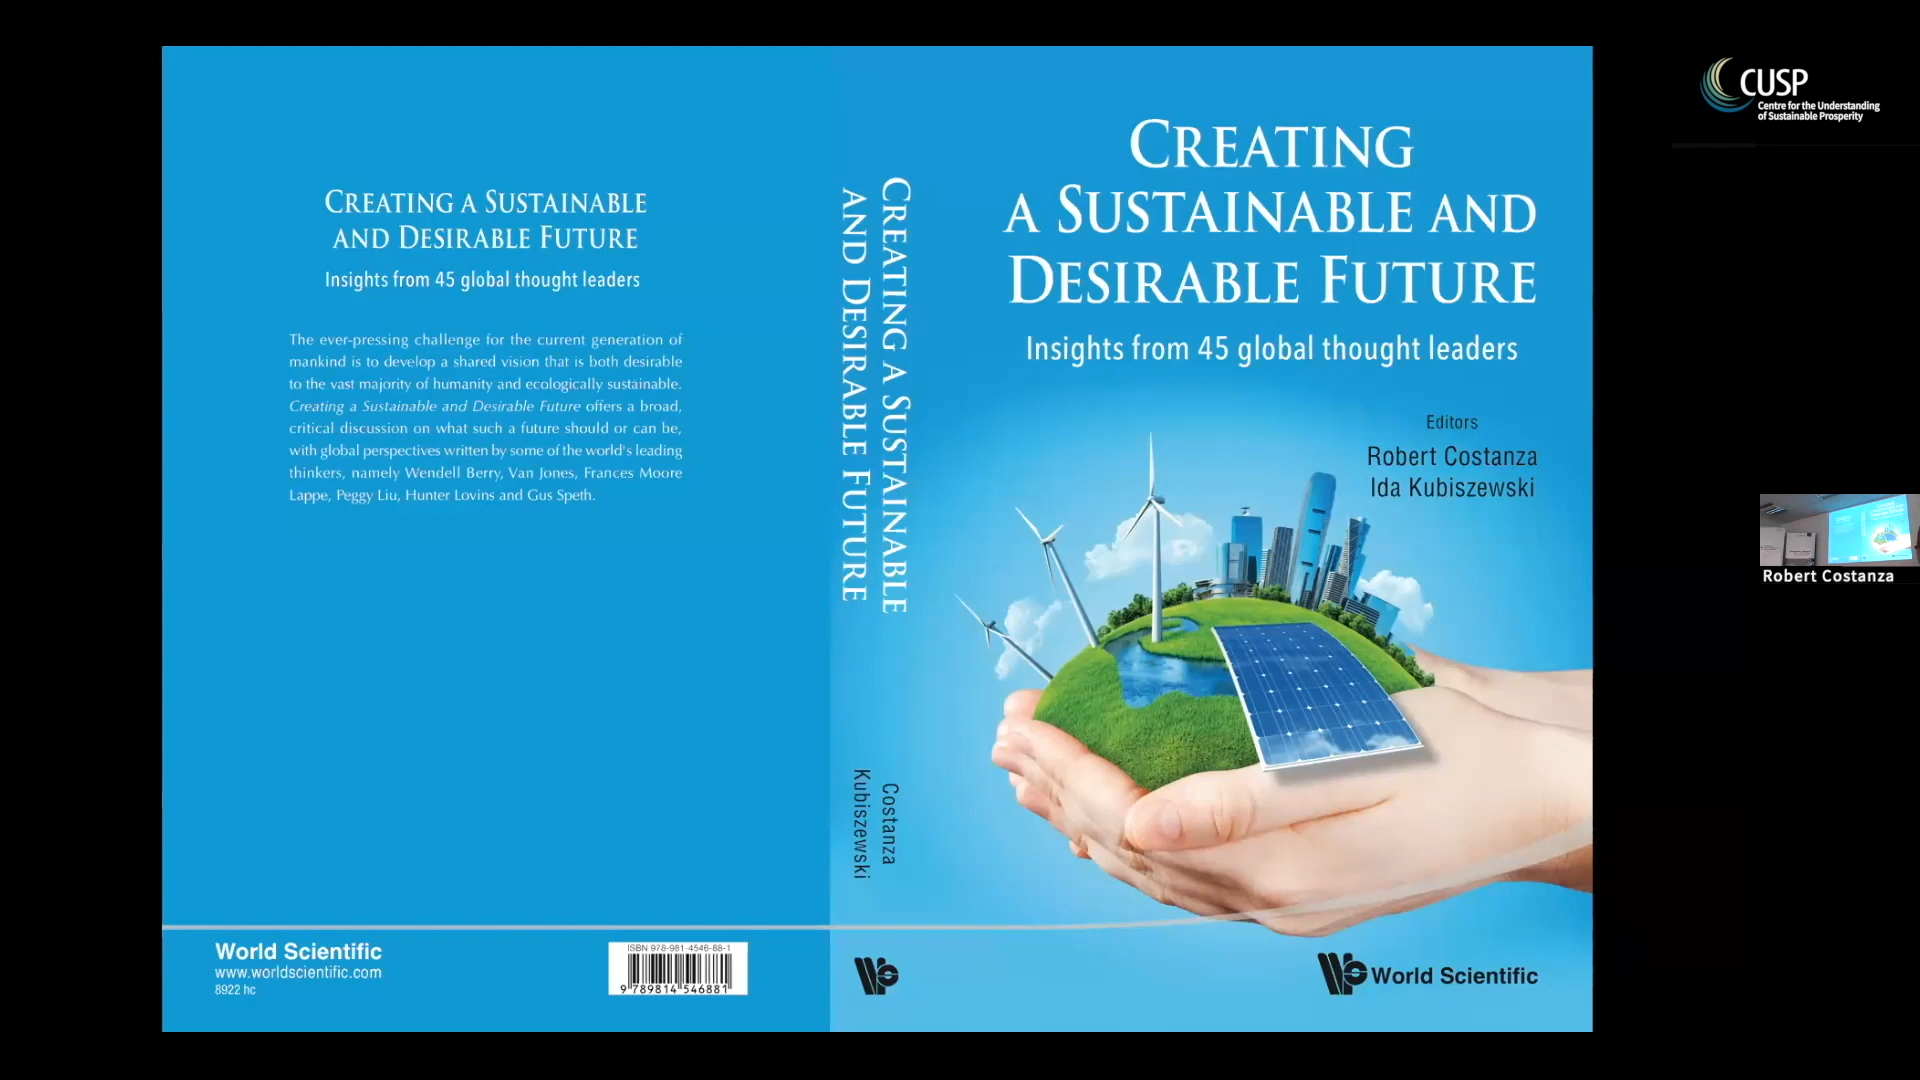 CREATING A SUSTAINABLE
AND DESIRABLE FUTURE
Insights from 45 global thought leaders
The ever-pressing challenge for the current generation of
mankind is to develop a shared vision that is both desirable
to the vast majority of humanity and ecologically sustainable.
Creating a Sustainable and Desirable Future offers a broad,
critical discussion on what such a future should or can be,
with global perspectives written by some of the world's leading
thinkers, namely Wendell Berry, Van Jones, Frances Moore
Lappe, Peggy Liu, Hunter Lovins and Gus Speth.
World Scientific
www.worldscientific.com
8922 hc
ISBN 978-981-4546-88-1
9 789814 546881
CREATING A SUSTAINABLE
AND DESIRABLE FUTURE
Costanza
Kubiszewski
CREATING
A SUSTAINABLE AND
DESIRABLE FUTURE
Insights from 45 global thought leaders
Editors
Robert Costanza
Ida Kubiszewski
World Scientific
CUSP
Centre for the Understanding
of Sustainable Prosperity
Robert Costanza